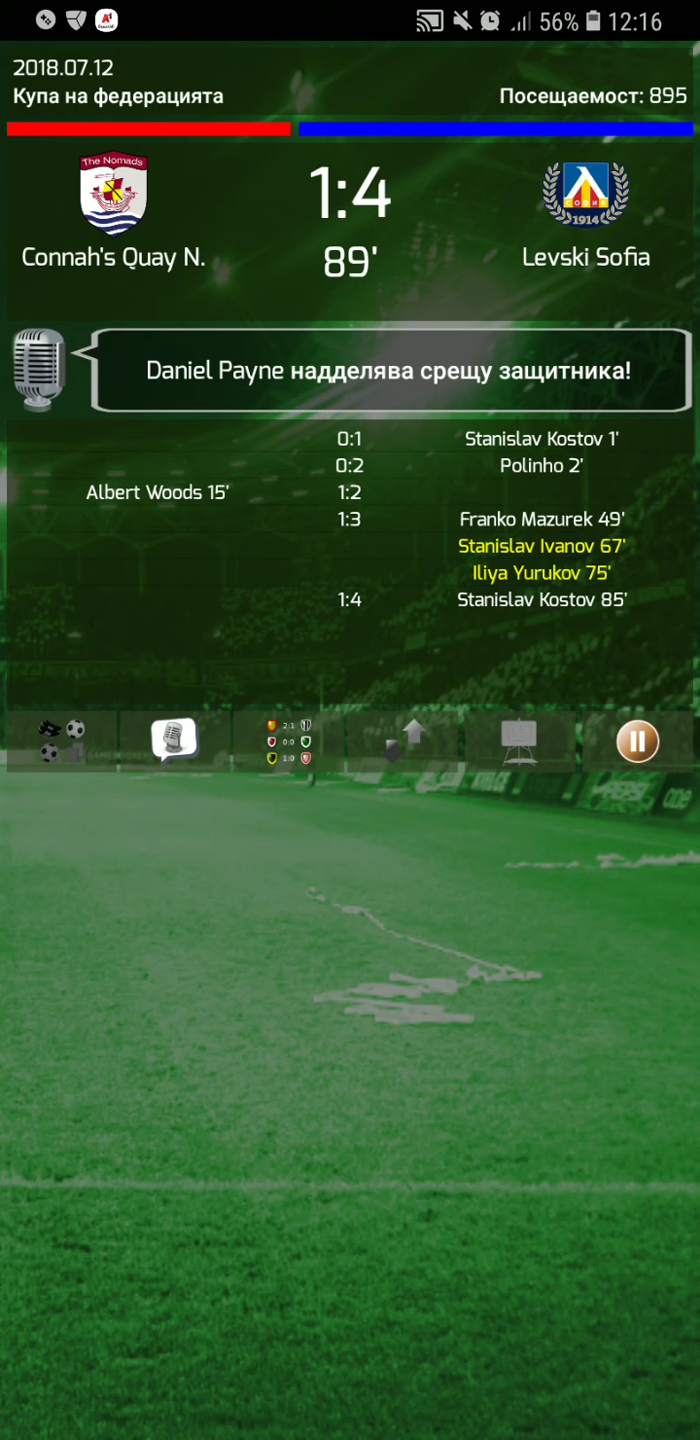 56% 12:16
2018.07.12
Купа на федерацията
Посещаемост: 895
The Nomads
1:4
СОФИЯ
1914
Connah's Quay N.
89'
Levski Sofia
Daniel Payne надделява срещу защитника!
0:1 Stanislav Kostov 1'
0:2 Polinho 2'
Albert Woods 15' 1:2
1:3 Franko Mazurek 49'
Stanislav Ivanov 67'
Iliya Yurukov 75'
1:4 Stanislav Kostov 85'
2:1
0:0
1:0